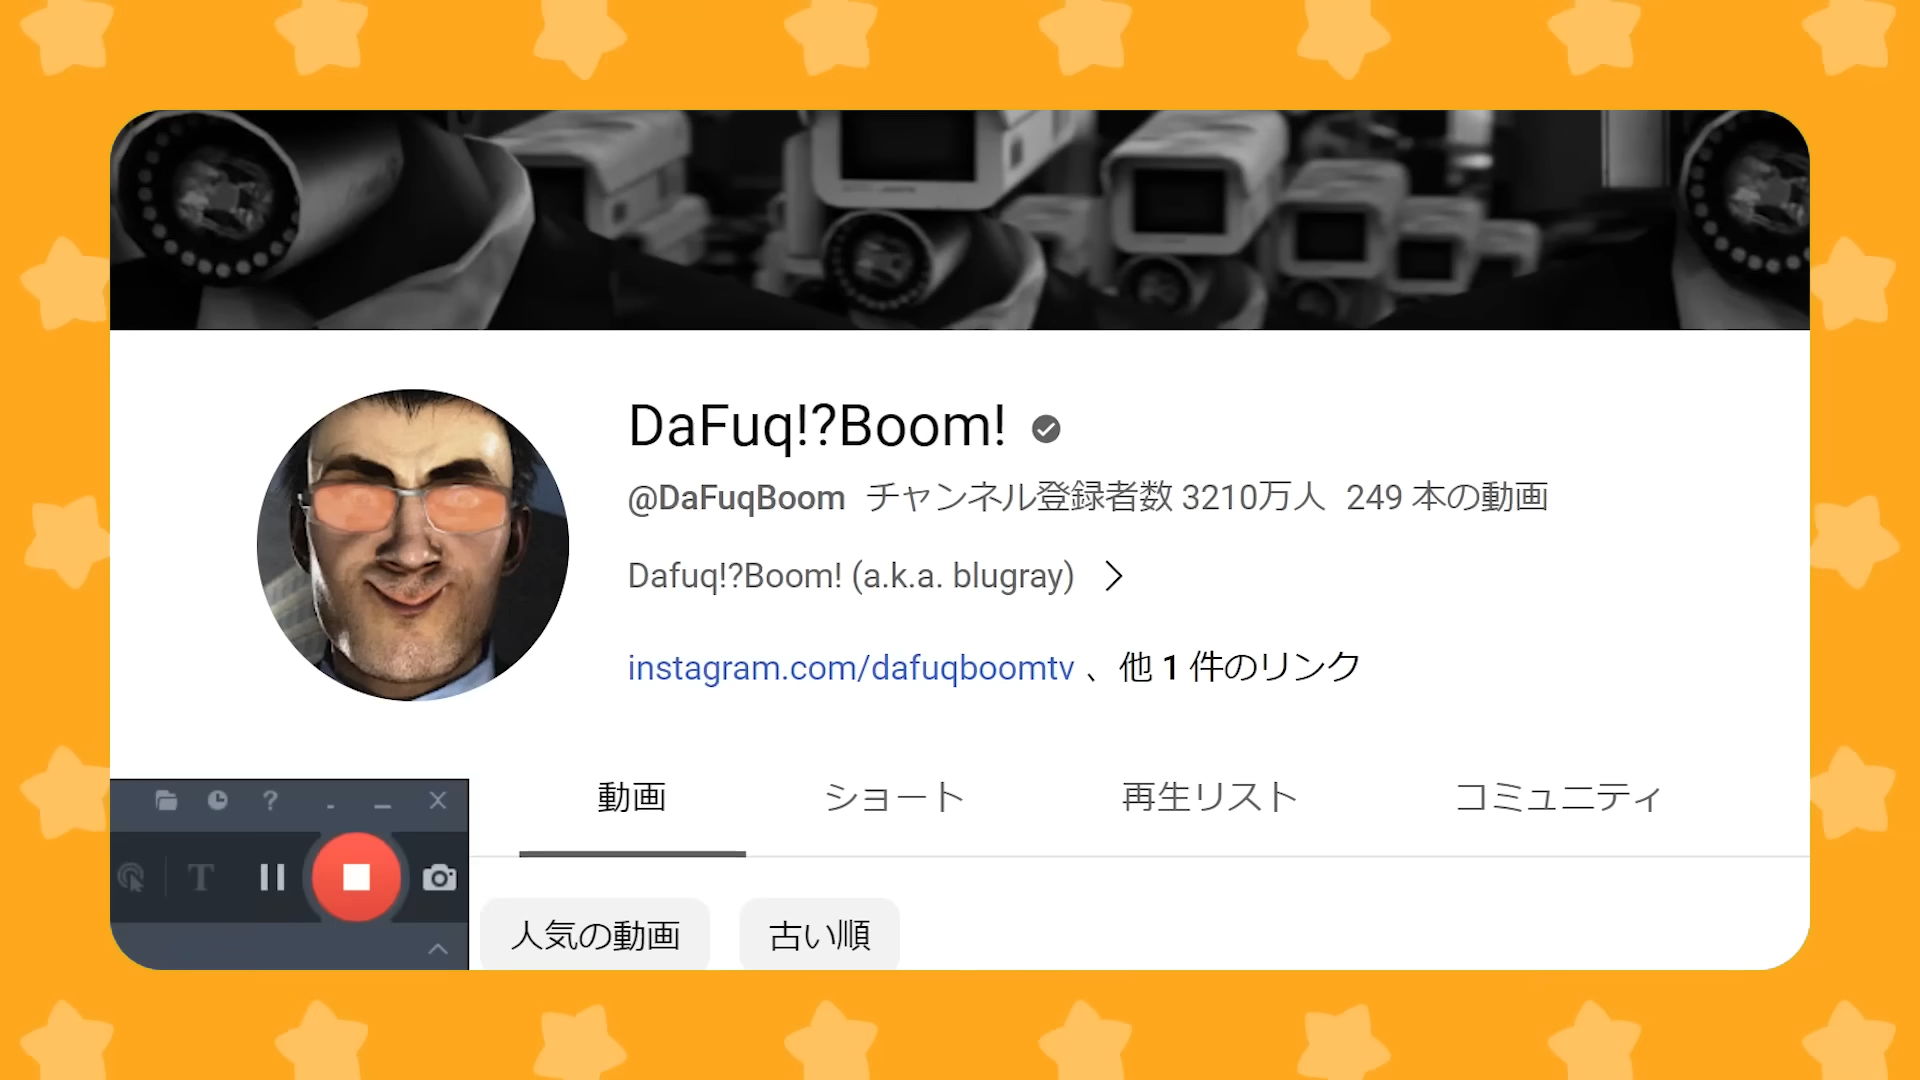 DaFuq!?Boom!
@DaFuqBoom チャンネル登録者数 3210万人 249 本の動画
Dafuq!?Boom! (a.k.a. blugray)
instagram.com/dafuqboomtv 、他 1 件のリンク
動画 ショート 再生リスト コミュニティ
T
人気の動画 古い順